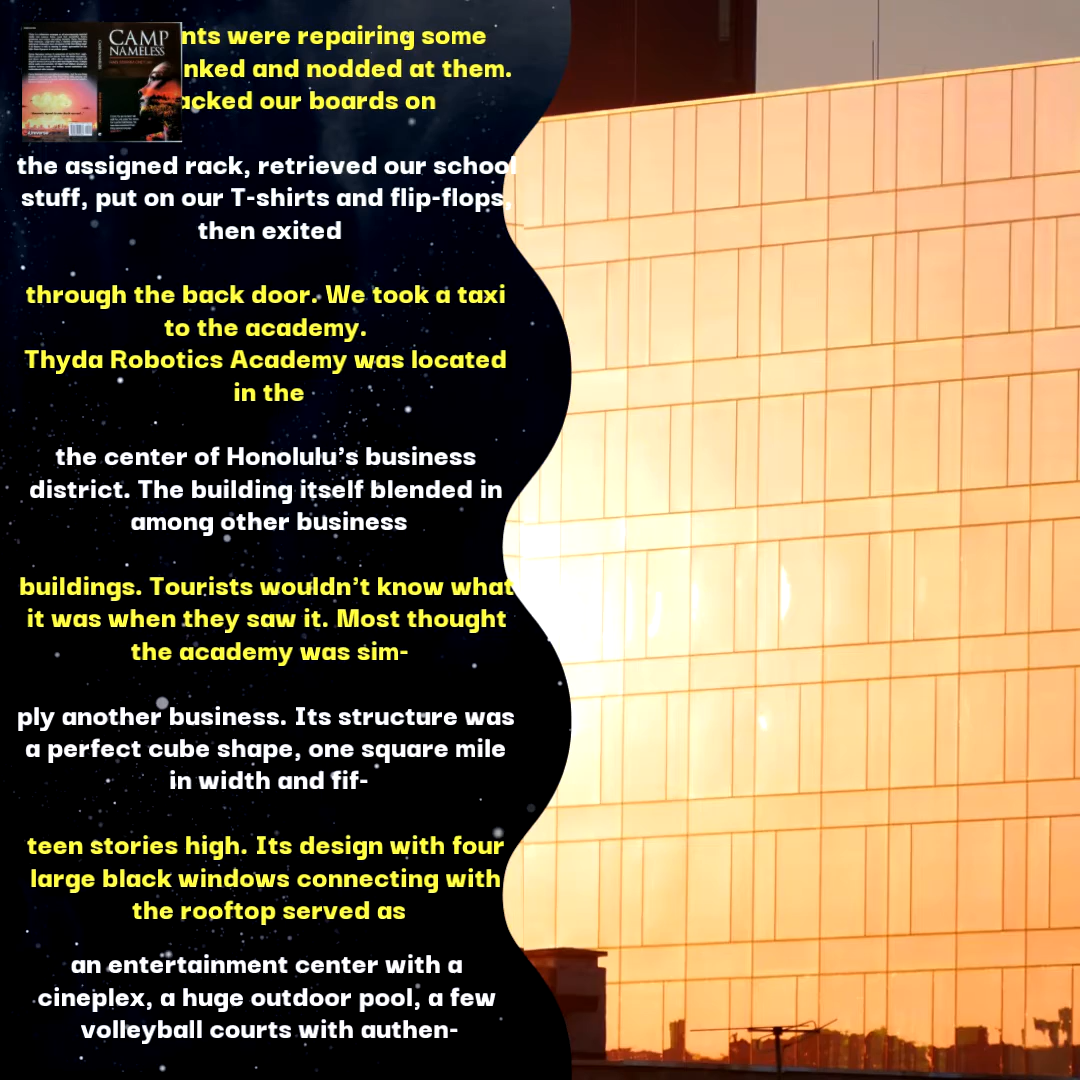 CAMP
NAMELESS
nts were repairing some
nked and nodded at them.
acked our boards on
the assigned rack, retrieved our school
stuff, put on our T-shirts and flip-flops,
then exited
through the back door. We took a taxi
to the academy.
Thyda Robotics Academy was located
in the
the center of Honolulu’s business
district. The building itself blended in
among other business
buildings. Tourists wouldn’t know what
it was when they saw it. Most thought
the academy was sim-
ply another business. Its structure was
a perfect cube shape, one square mile
in width and fif-
teen stories high. Its design with four
large black windows connecting with
the rooftop served as
an entertainment center with a
cineplex, a huge outdoor pool, a few
volleyball courts with authen-